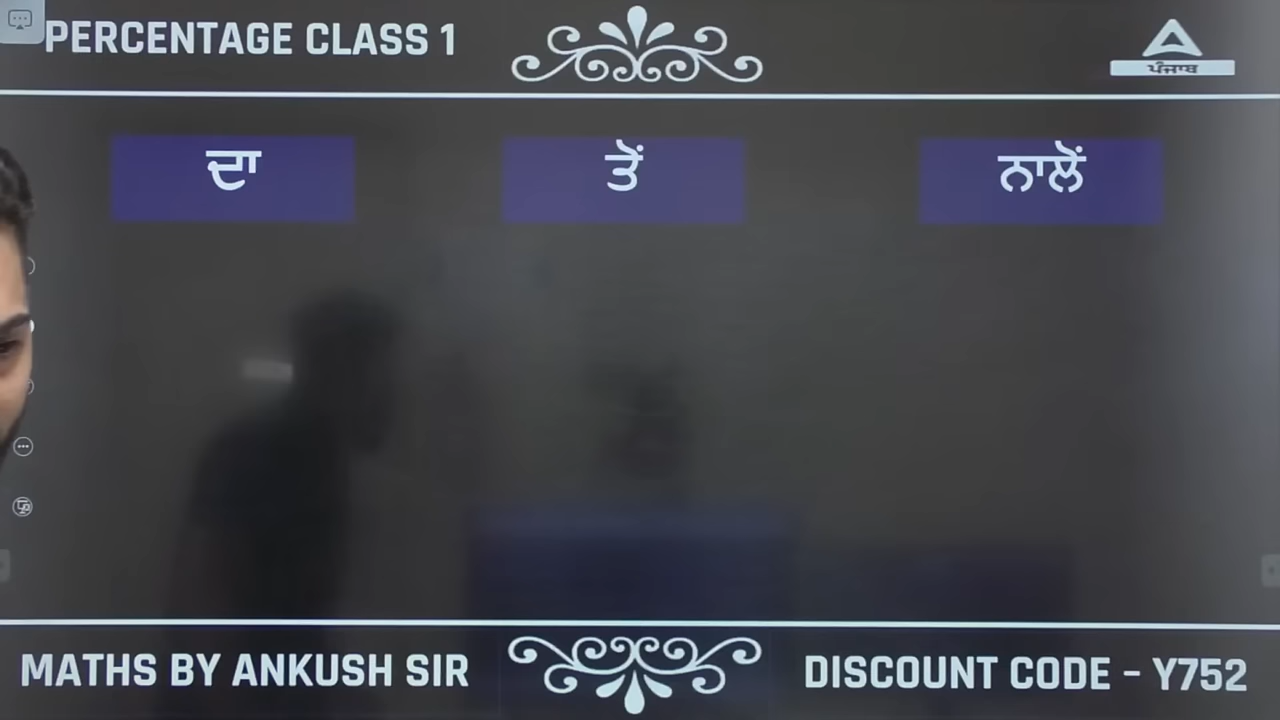 PERCENTAGE CLASS 1
ਪੰਜਾਬ
ਦਾ
ਤੋਂ
ਨਾਲੋਂ
MATHS BY ANKUSH SIR
DISCOUNT CODE - Y752